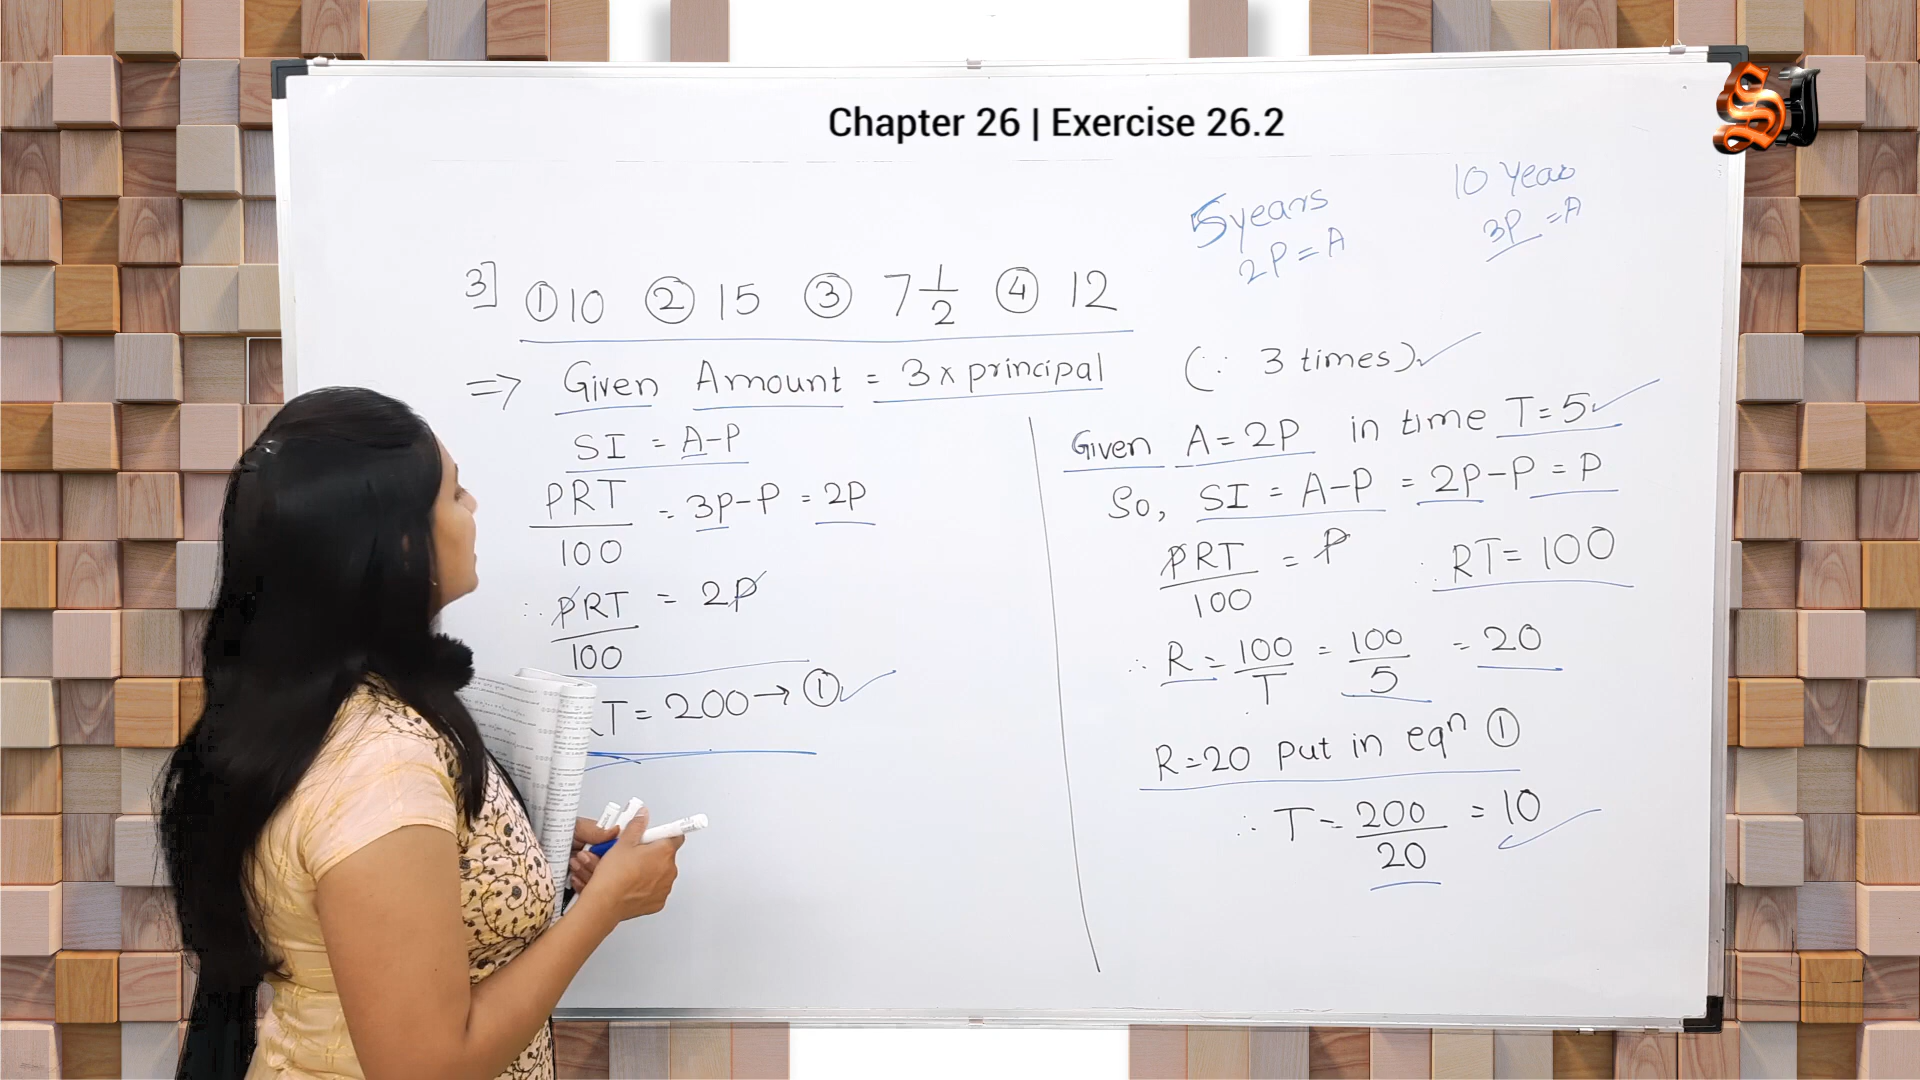 Chapter 26 | Exercise 26.2
5 years
2P = A
10 Year
3P = A
3] ① 10 ② 15 ③ 7 1/2 ④ 12
=> Given Amount = 3 x principal (∵ 3 times)
SI = A-P
PRT/100 = 3P-P = 2P
∴ PRT/100 = 2P
RT = 200 → ①
Given A = 2P in time T = 5
So, SI = A-P = 2P-P = P
PRT/100 = P ∴ RT = 100
∴ R = 100/T = 100/5 = 20
R=20 put in eqn ①
∴ T = 200/20 = 10